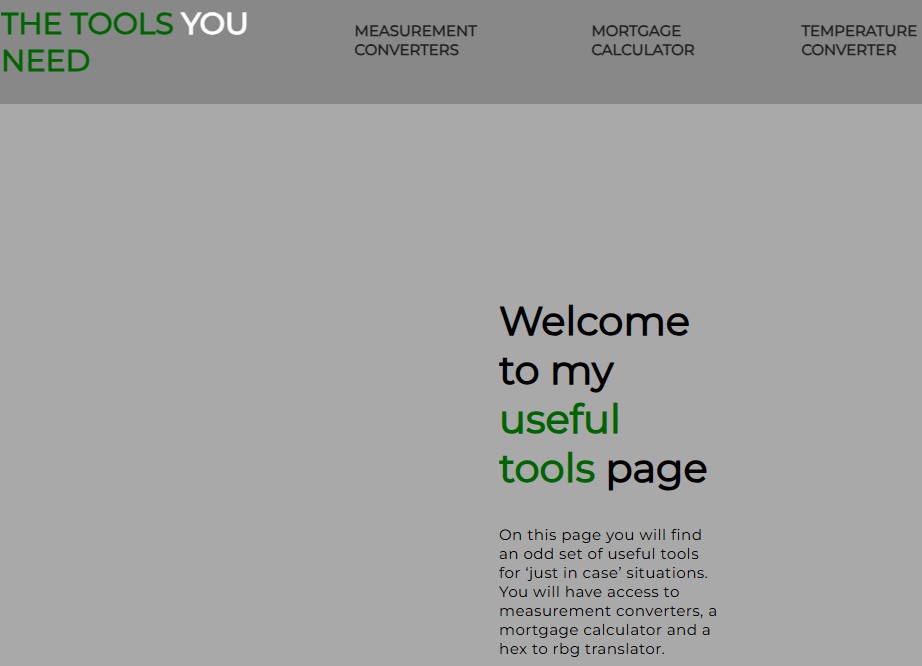 THE TOOLS YOU
NEED
MEASUREMENT
CONVERTERS
MORTGAGE
CALCULATOR
TEMPERATURE
CONVERTER
Welcome
to my
useful
tools page
On this page you will find
an odd set of useful tools
for ‘just in case’ situations.
You will have access to
measurement converters, a
mortgage calculator and a
hex to rbg translator.